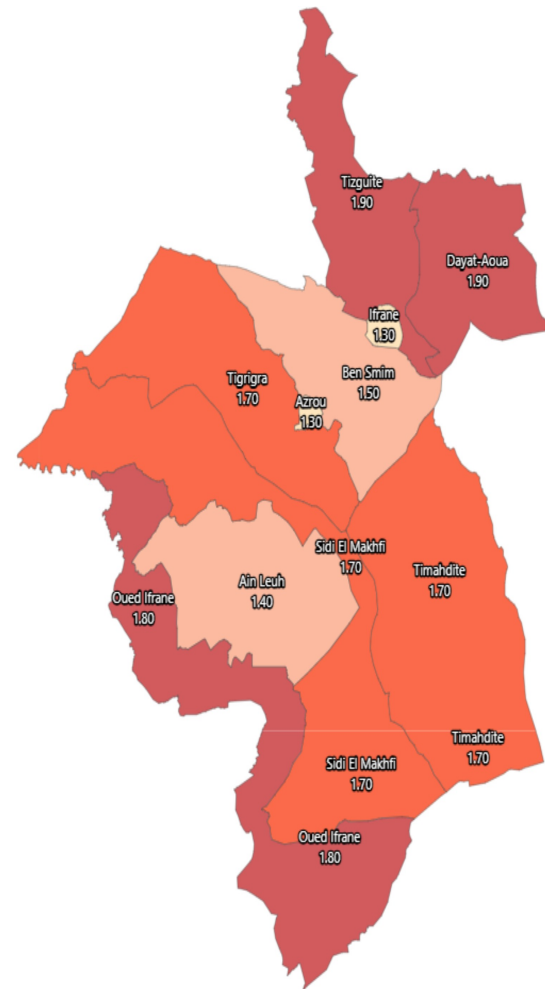 Tizguite
1.90
Dayat-Aoua
1.90
Ifrane
1.30
Ben Smim
1.50
Tigrigra
1.70
Azrou
1.30
Sidi El Makhfi
1.70
Timahdite
1.70
Ain Leuh
1.40
Oued Ifrane
1.80
Timahdite
1.70
Sidi El Makhfi
1.70
Oued Ifrane
1.80